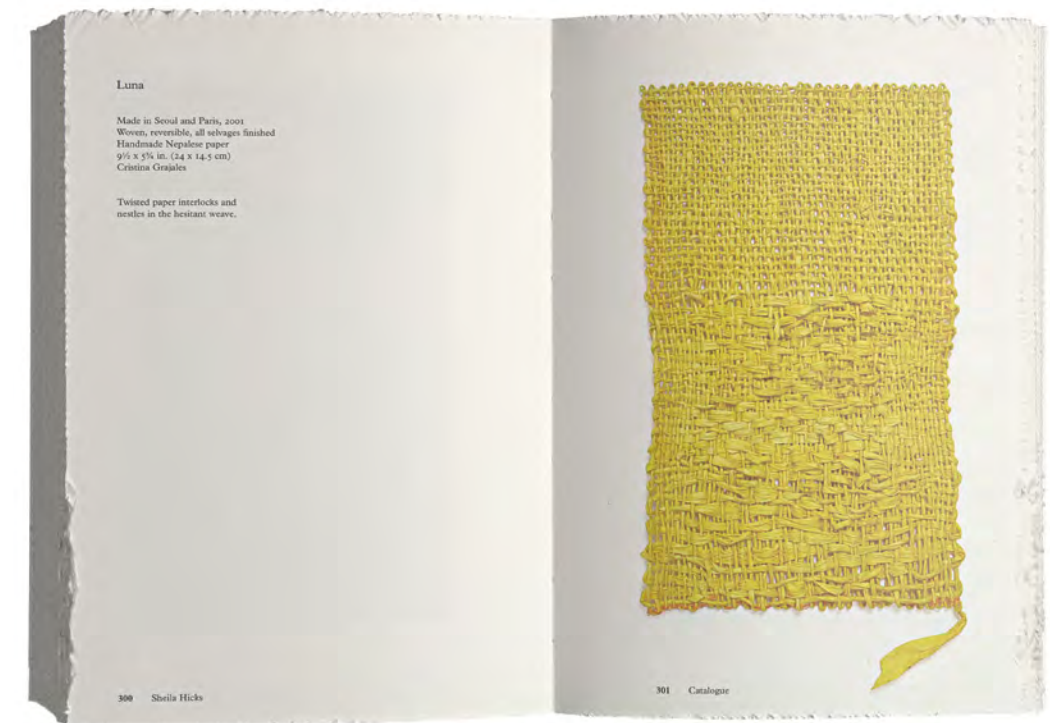 Luna
Made in Seoul and Paris, 2001
Woven, reversible, all selvages finished
Handmade Nepalese paper
9½ x 5¾ in. (24 x 14.5 cm)
Cristina Grajales
Twisted paper interlocks and
nestles in the hesitant weave.
300 Sheila Hicks
301 Catalogue